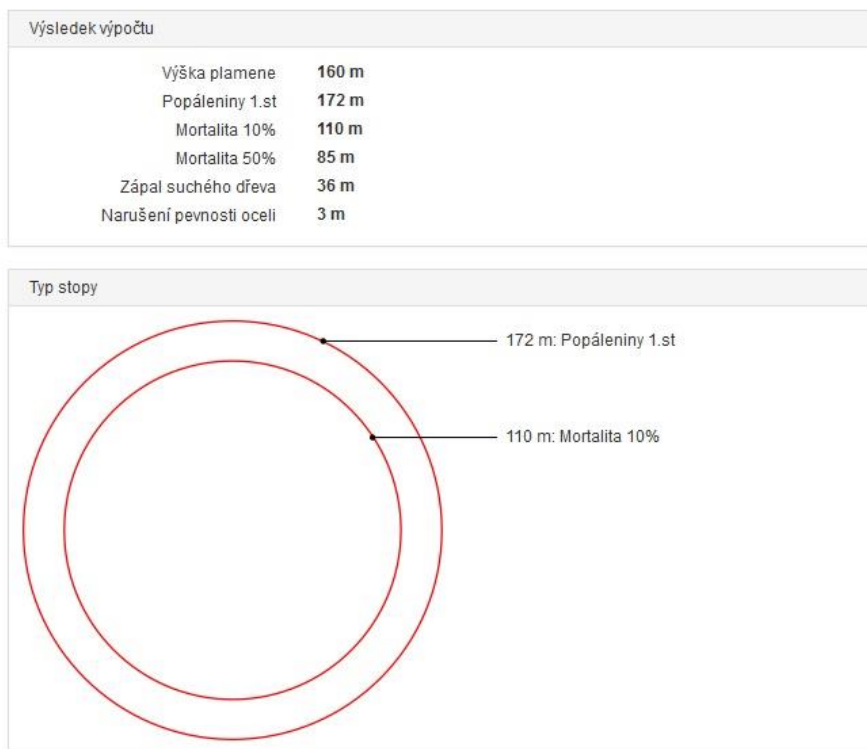 Výsledek výpočtu
Výška plamene 160 m
Popáleniny 1.st 172 m
Mortalita 10% 110 m
Mortalita 50% 85 m
Zápal suchého dřeva 36 m
Narušení pevnosti oceli 3 m
Typ stopy
172 m: Popáleniny 1.st
110 m: Mortalita 10%